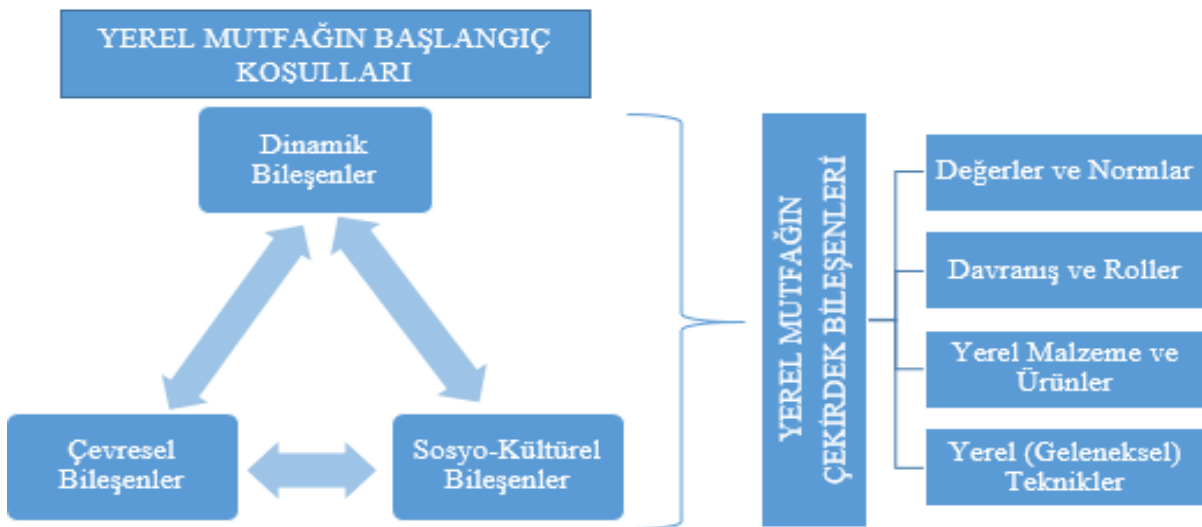 YEREL MUTFAĞIN BAŞLANGIÇ
KOŞULLARI
Dinamik
Bileşenler
Çevresel
Bileşenler
Sosyo-Kültürel
Bileşenler
YEREL MUTFAĞIN
ÇEKİRDEK BİLEŞENLERİ
Değerler ve Normlar
Davranış ve Roller
Yerel Malzeme ve
Ürünler
Yerel (Geleneksel)
Teknikler